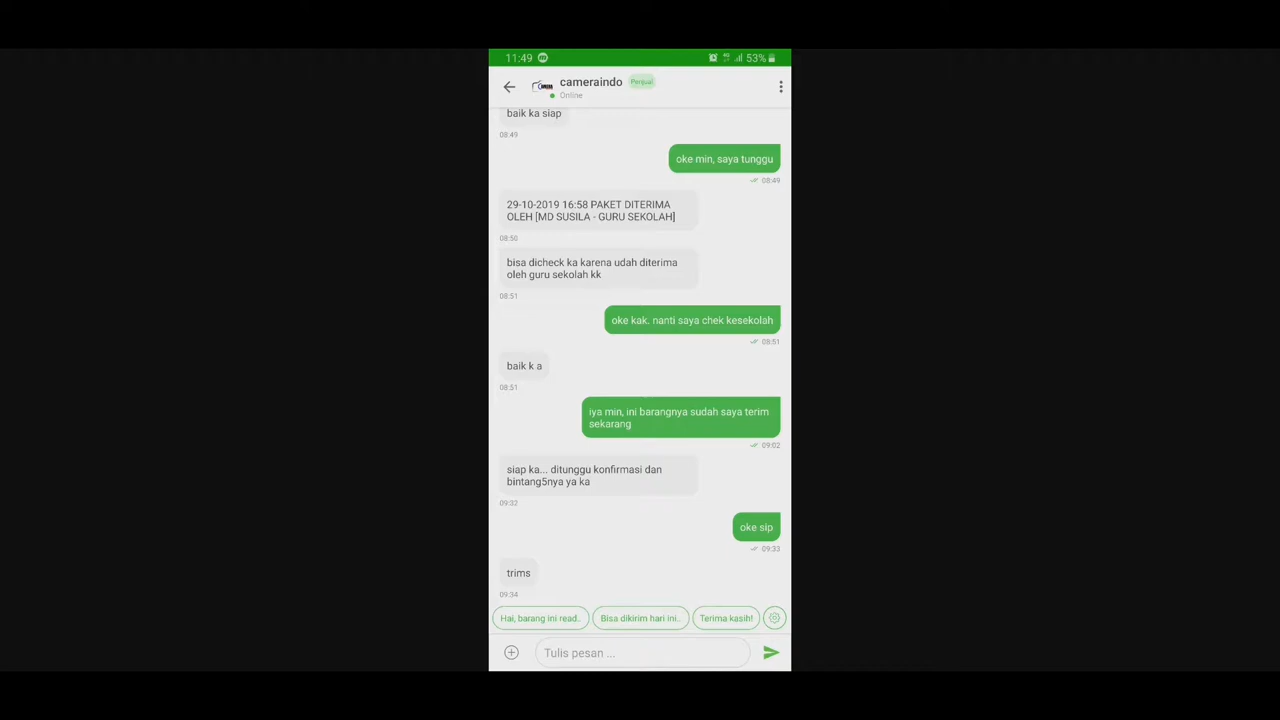 11:49
53%
cameraindo Penjual
Online
baik ka siap
08:49
oke min, saya tunggu
08:49
29-10-2019 16:58 PAKET DITERIMA
OLEH [MD SUSILA - GURU SEKOLAH]
08:50
bisa dicheck ka karena udah diterima
oleh guru sekolah kk
08:51
oke kak. nanti saya chek kesekolah
08:51
baik k a
08:51
iya min, ini barangnya sudah saya terim
sekarang
09:02
siap ka... ditunggu konfirmasi dan
bintang5nya ya ka
09:32
oke sip
09:33
trims
09:34
Hai, barang ini read..
Bisa dikirim hari ini..
Terima kasih!
Tulis pesan ...